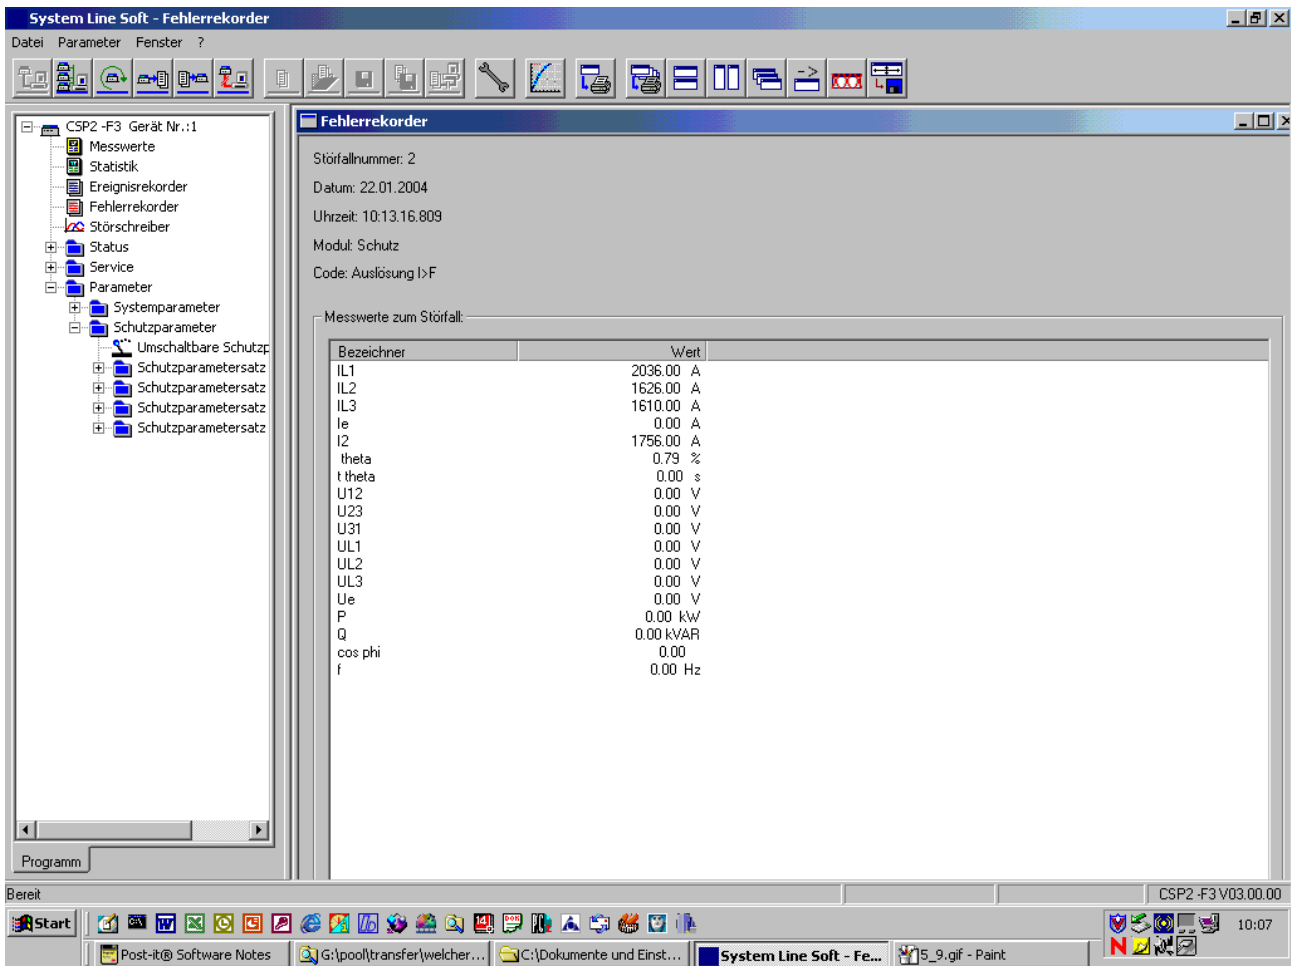 System Line Soft - Fehlerrekorder
Datei Parameter Fenster ?
CSP2 -F3 Gerät Nr.:1
Messwerte
Statistik
Ereignisrekorder
Fehlerrekorder
Störschreiber
Status
Service
Parameter
Systemparameter
Schutzparameter
Umschaltbare Schutzp
Schutzparametersatz
Schutzparametersatz
Schutzparametersatz
Schutzparametersatz
Programm
Fehlerrekorder
Störfallnummer: 2
Datum: 22.01.2004
Uhrzeit: 10:13.16.809
Modul: Schutz
Code: Auslösung I>F
Messwerte zum Störfall:
Bezeichner Wert
IL1 2036.00 A
IL2 1626.00 A
IL3 1610.00 A
Ie 0.00 A
I2 1756.00 A
theta 0.79 %
t theta 0.00 s
U12 0.00 V
U23 0.00 V
U31 0.00 V
UL1 0.00 V
UL2 0.00 V
UL3 0.00 V
Ue 0.00 V
P 0.00 kW
Q 0.00 kVAR
cos phi 0.00
f 0.00 Hz
Bereit
CSP2 -F3 V03.00.00
Start
10:07
Post-it® Software Notes
G:\pool\transfer\welcher...
C:\Dokumente und Einst...
System Line Soft - Fe...
5_9.gif - Paint